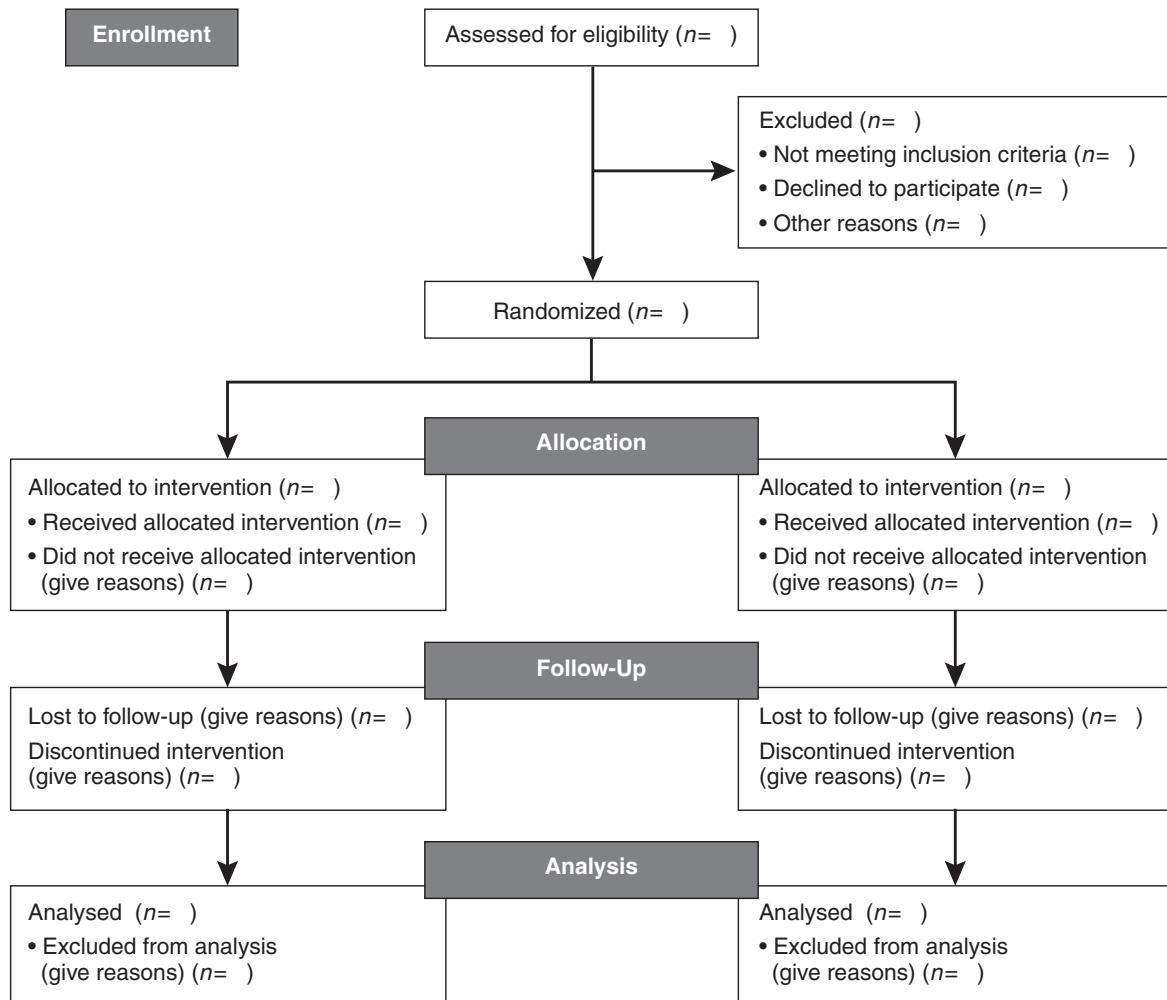 Enrollment
Assessed for eligibility (n= )
Excluded (n= )
• Not meeting inclusion criteria (n= )
• Declined to participate (n= )
• Other reasons (n= )
Randomized (n= )
Allocation
Allocated to intervention (n= )
• Received allocated intervention (n= )
• Did not receive allocated intervention
(give reasons) (n= )
Allocated to intervention (n= )
• Received allocated intervention (n= )
• Did not receive allocated intervention
(give reasons) (n= )
Follow-Up
Lost to follow-up (give reasons) (n= )
Discontinued intervention
(give reasons) (n= )
Lost to follow-up (give reasons) (n= )
Discontinued intervention
(give reasons) (n= )
Analysis
Analysed (n= )
• Excluded from analysis
(give reasons) (n= )
Analysed (n= )
• Excluded from analysis
(give reasons) (n= )